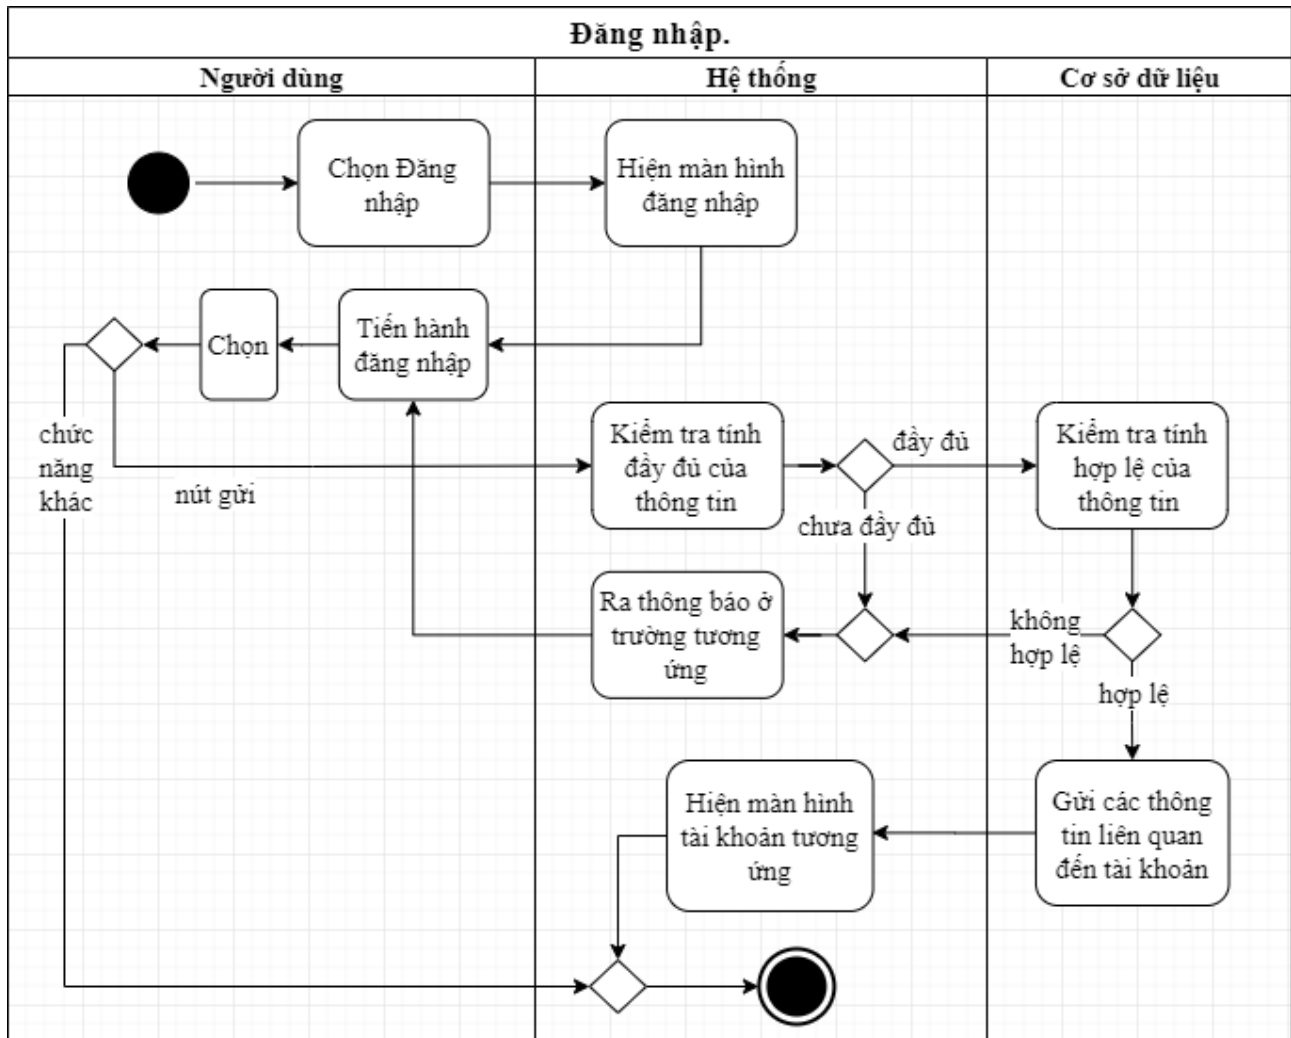 Đăng nhập.
Người dùng
Hệ thống
Cơ sở dữ liệu
Chọn Đăng
nhập
Hiện màn hình
đăng nhập
Chọn
Tiến hành
đăng nhập
chức
năng
khác
nút gửi
Kiểm tra tính
đầy đủ của
thông tin
đầy đủ
chưa đầy đủ
Kiểm tra tính
hợp lệ của
thông tin
Ra thông báo ở
trường tương
ứng
không
hợp lệ
hợp lệ
Hiện màn hình
tài khoản tương
ứng
Gửi các thông
tin liên quan
đến tài khoản